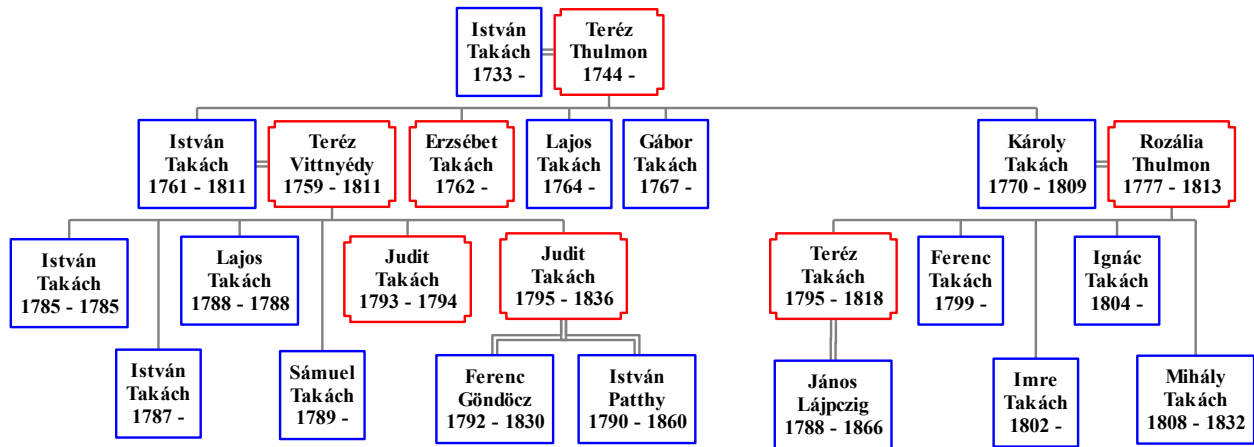 István
Takách
1733 -
Teréz
Thulmon
1744 -
István
Takách
1761 - 1811
Teréz
Vittnyédy
1759 - 1811
Erzsébet
Takách
1762 -
Lajos
Takách
1764 -
Gábor
Takách
1767 -
Károly
Takách
1770 - 1809
Rozália
Thulmon
1777 - 1813
István
Takách
1785 - 1785
Lajos
Takách
1788 - 1788
Judit
Takách
1793 - 1794
Judit
Takách
1795 - 1836
Teréz
Takách
1795 - 1818
Ferenc
Takách
1799 -
Ignác
Takách
1804 -
István
Takách
1787 -
Sámuel
Takách
1789 -
Ferenc
Göndöcz
1792 - 1830
István
Patthy
1790 - 1860
János
Lájpczig
1788 - 1866
Imre
Takách
1802 -
Mihály
Takách
1808 - 1832